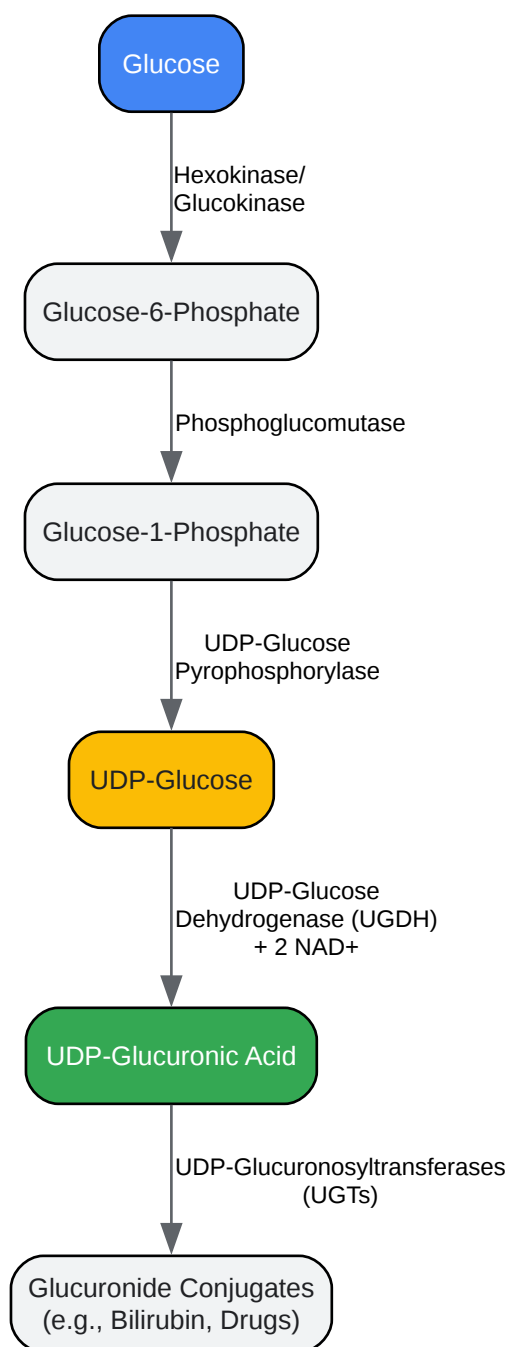 Glucose
Hexokinase/
Glucokinase
Glucose-6-Phosphate
Phosphoglucomutase
Glucose-1-Phosphate
UDP-Glucose
Pyrophosphorylase
UDP-Glucose
UDP-Glucose
Dehydrogenase (UGDH)
+ 2 NAD+
UDP-Glucuronic Acid
UDP-Glucuronosyltransferases
(UGTs)
Glucuronide Conjugates
(e.g., Bilirubin, Drugs)